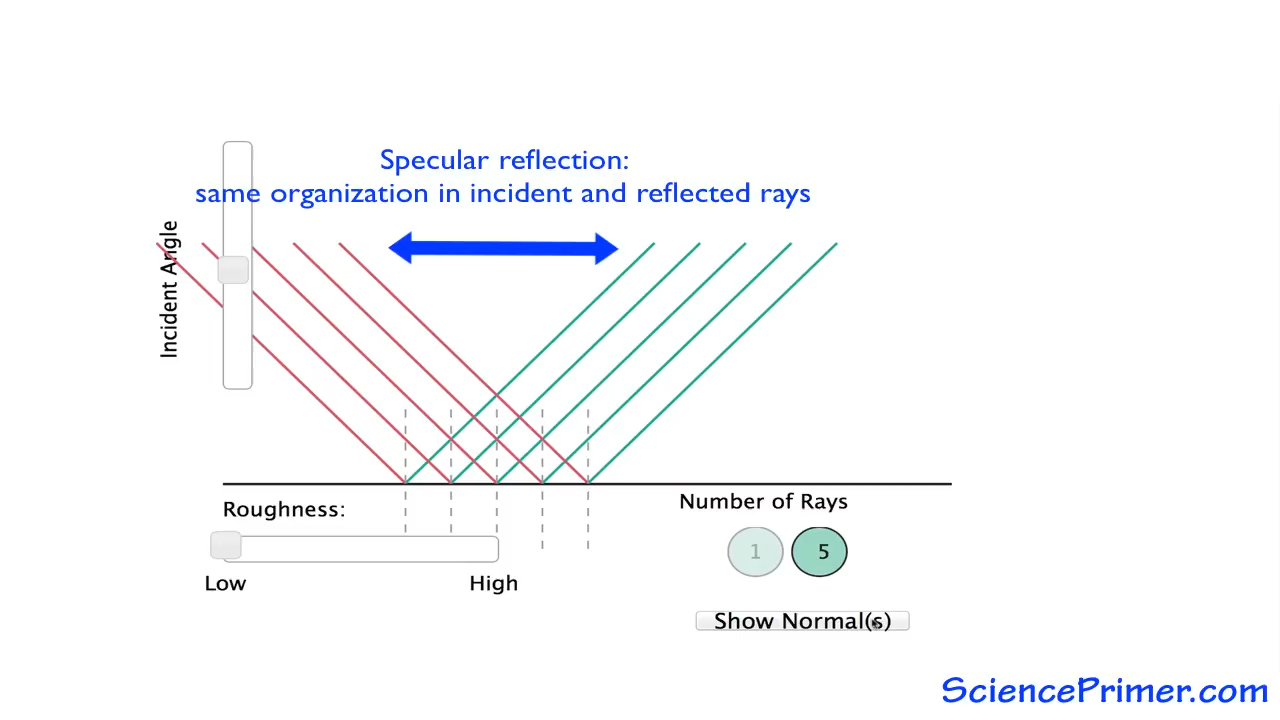 Specular reflection:
same organization in incident and reflected rays
Incident Angle
Roughness:
Low
High
Number of Rays
1
5
Show Normal(s)
SciencePrimer.com